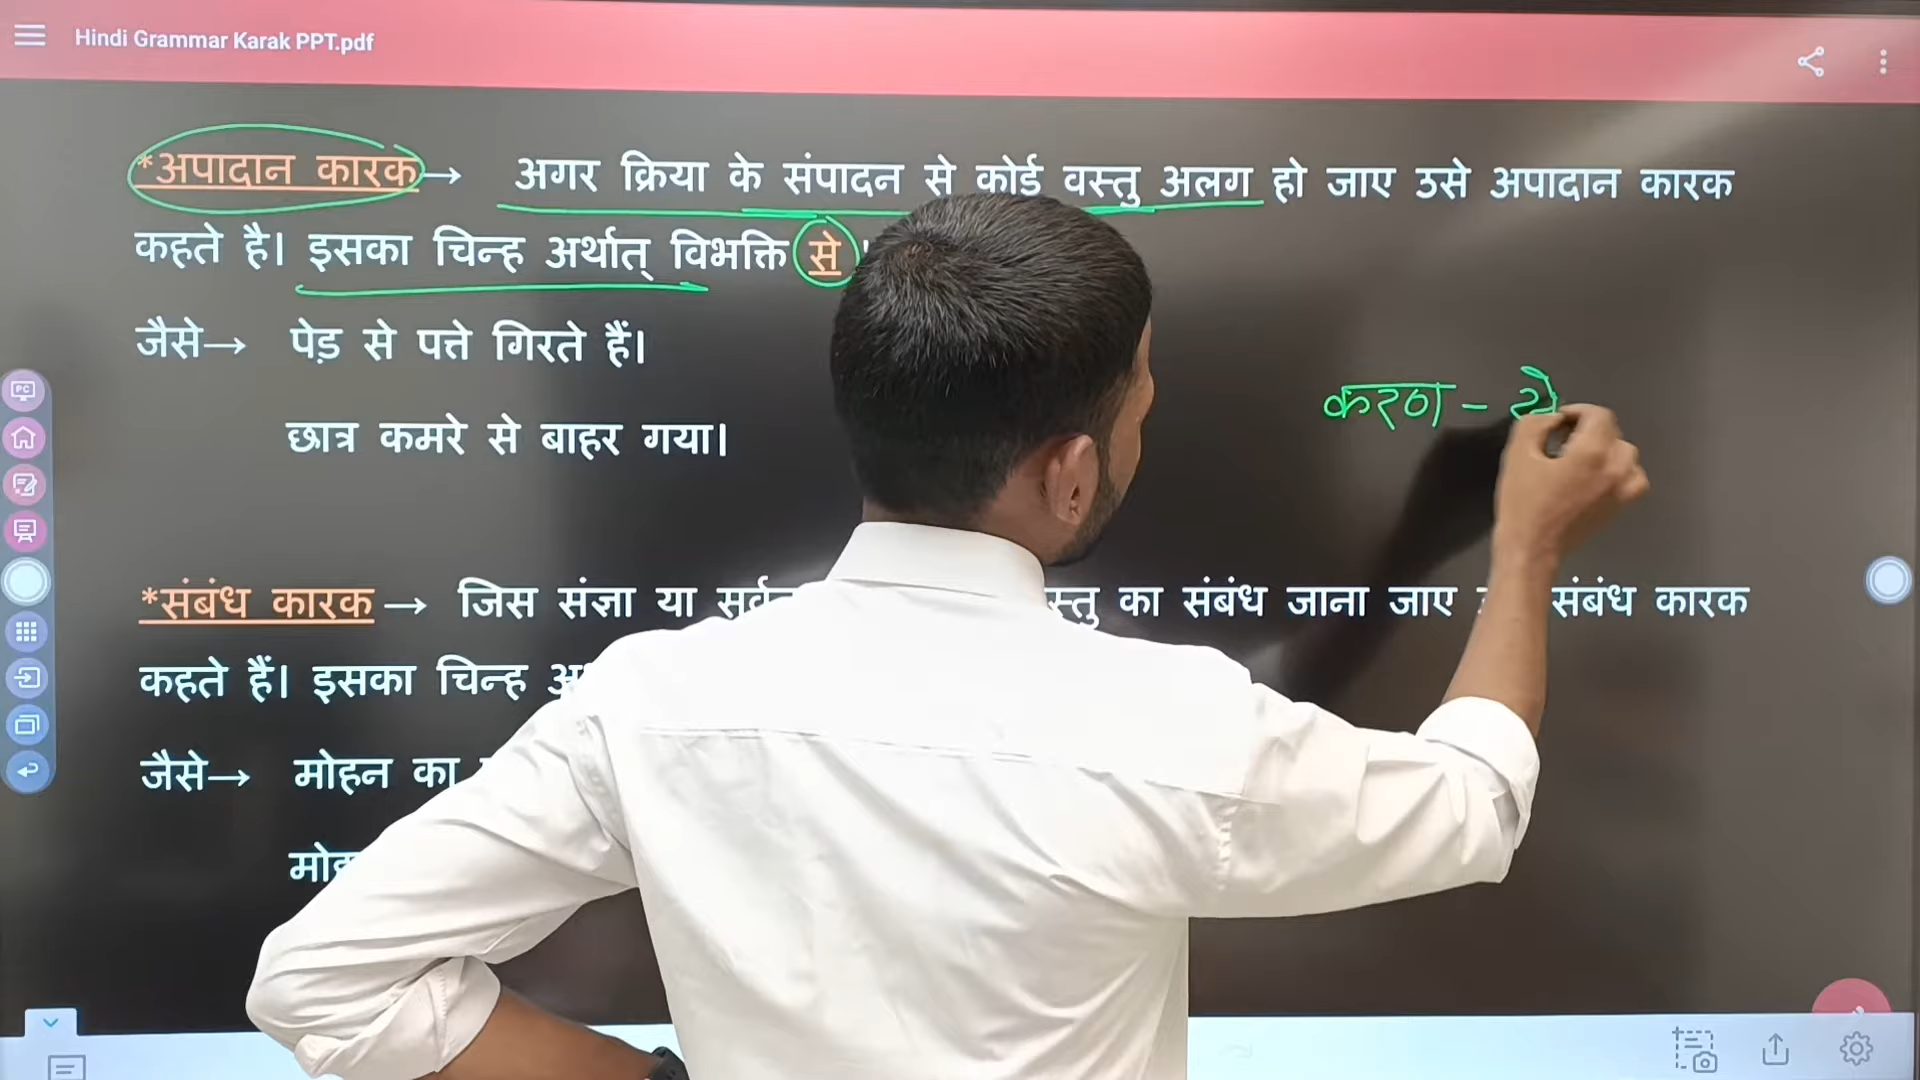 Hindi Grammar Karak PPT.pdf
*अपादान कारक→ अगर क्रिया के संपादन से कोई वस्तु अलग हो जाए उसे अपादान कारक
कहते है। इसका चिन्ह अर्थात् विभक्ति से
जैसे→ पेड़ से पत्ते गिरते हैं।
करण - से
छात्र कमरे से बाहर गया।
*संबंध कारक→ जिस संज्ञा या का संबंध जाना जाए संबंध कारक
कहते हैं। इसका चिन्ह
जैसे→ मोहन का
PC